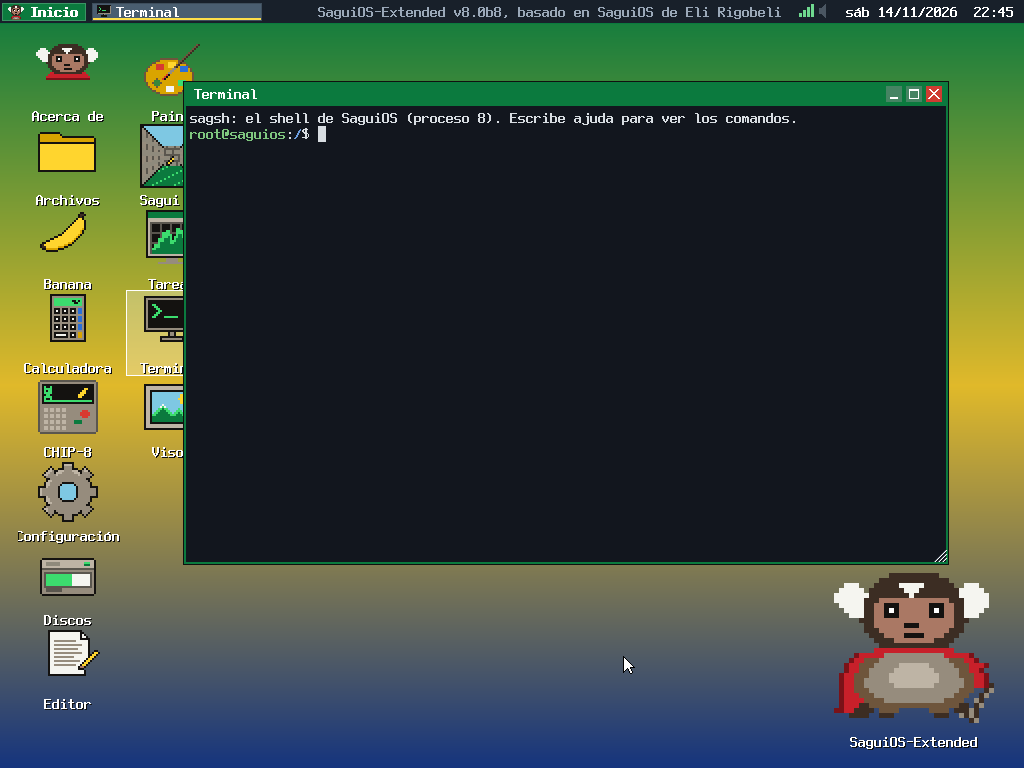 Inicio
Terminal
SaguiOS-Extended v8.0b8, basado en SaguiOS de Eli Rigobeli
sáb 14/11/2026 22:45
Acerca de
Archivos
Banana
Calculadora
CHIP-8
Configuración
Discos
Editor
Sagui
Terminal
sagsh: el shell de SaguiOS (proceso 8). Escribe ajuda para ver los comandos.
root@saguios:/$
SaguiOS-Extended